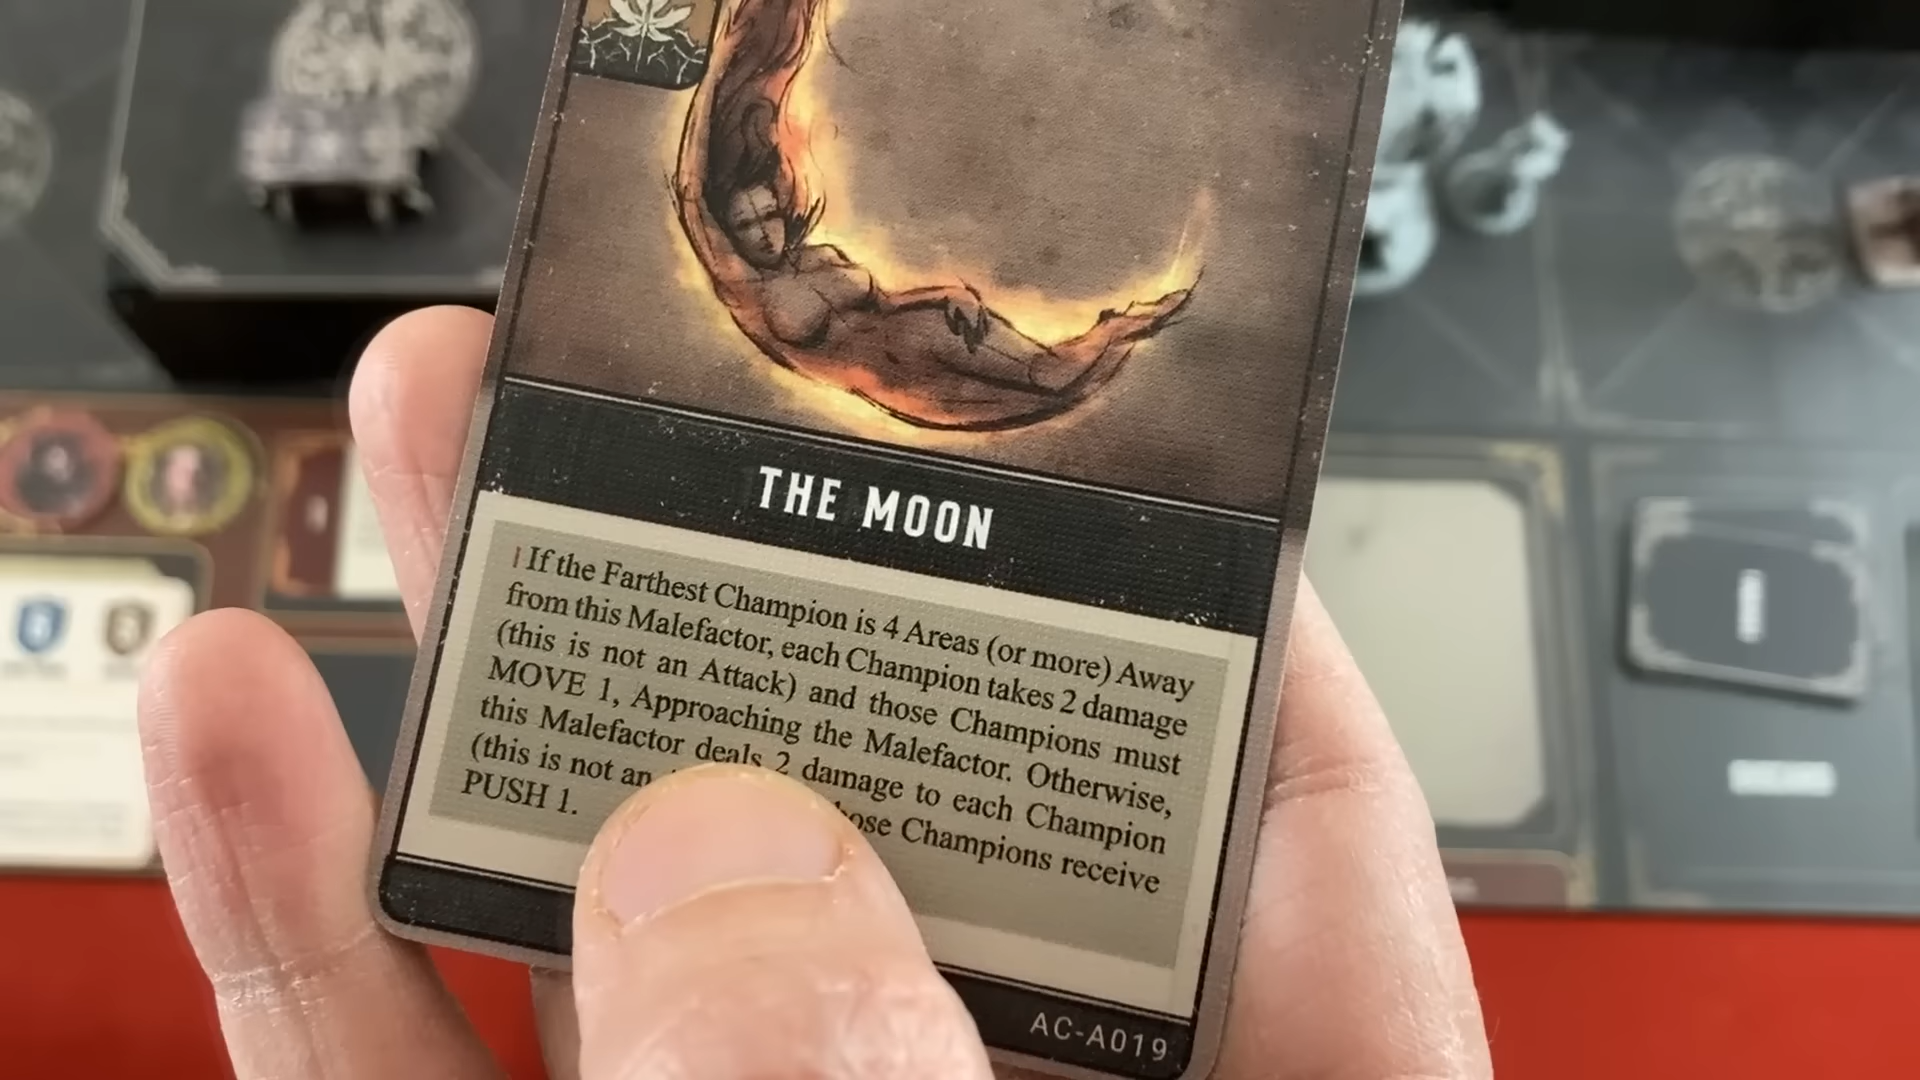 THE MOON
If the Farthest Champion is 4 Areas (or more) Away
from this Malefactor, each Champion takes 2 damage
(this is not an Attack) and those Champions must
MOVE 1, Approaching the Malefactor. Otherwise,
this Malefactor deals 2 damage to each Champion
(this is not an ose Champions receive
PUSH 1.
AC-A019